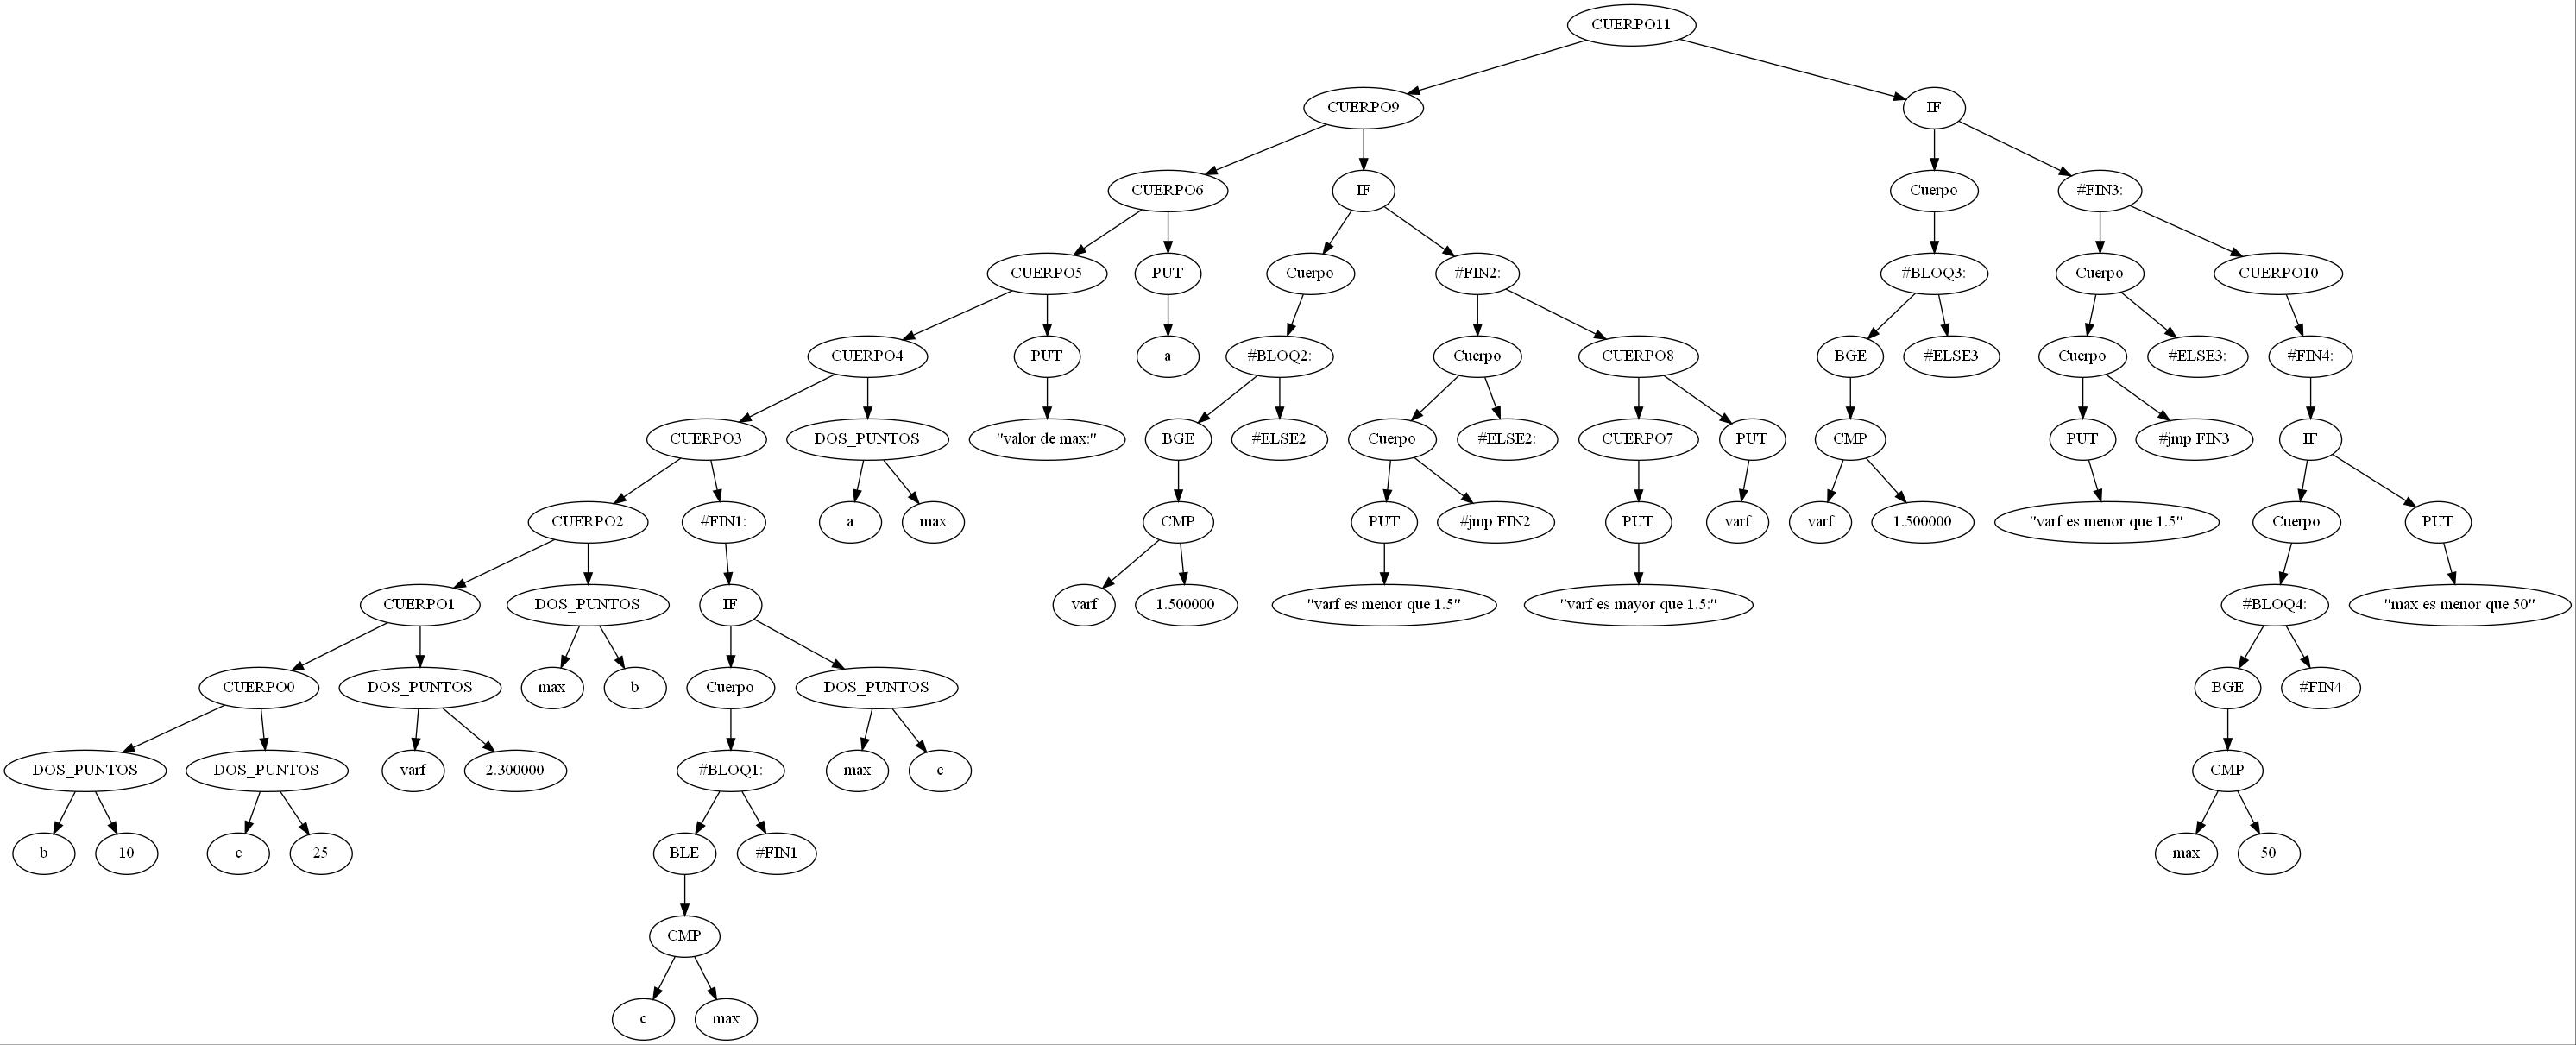 CUERPO11
CUERPO9 IF
CUERPO6 IF Cuerpo #FIN3:
CUERPO5 PUT Cuerpo #FIN2: #BLOQ3: Cuerpo CUERPO10
CUERPO4 PUT a #BLOQ2: Cuerpo CUERPO8 BGE #ELSE3 Cuerpo #ELSE3: #FIN4:
CUERPO3 DOS_PUNTOS "valor de max:" BGE #ELSE2 Cuerpo #ELSE2: CUERPO7 PUT CMP PUT #jmp FIN3 IF
CUERPO2 #FIN1: a max CMP PUT #jmp FIN2 PUT varf varf 1.500000 "varf es menor que 1.5" Cuerpo PUT
CUERPO1 DOS_PUNTOS IF varf 1.500000 "varf es menor que 1.5" "varf es mayor que 1.5:" #BLOQ4: "max es menor que 50"
CUERPO0 DOS_PUNTOS max b Cuerpo DOS_PUNTOS BGE #FIN4
DOS_PUNTOS DOS_PUNTOS varf 2.300000 #BLOQ1: max c CMP
b 10 c 25 BLE #FIN1 max 50
CMP
c max